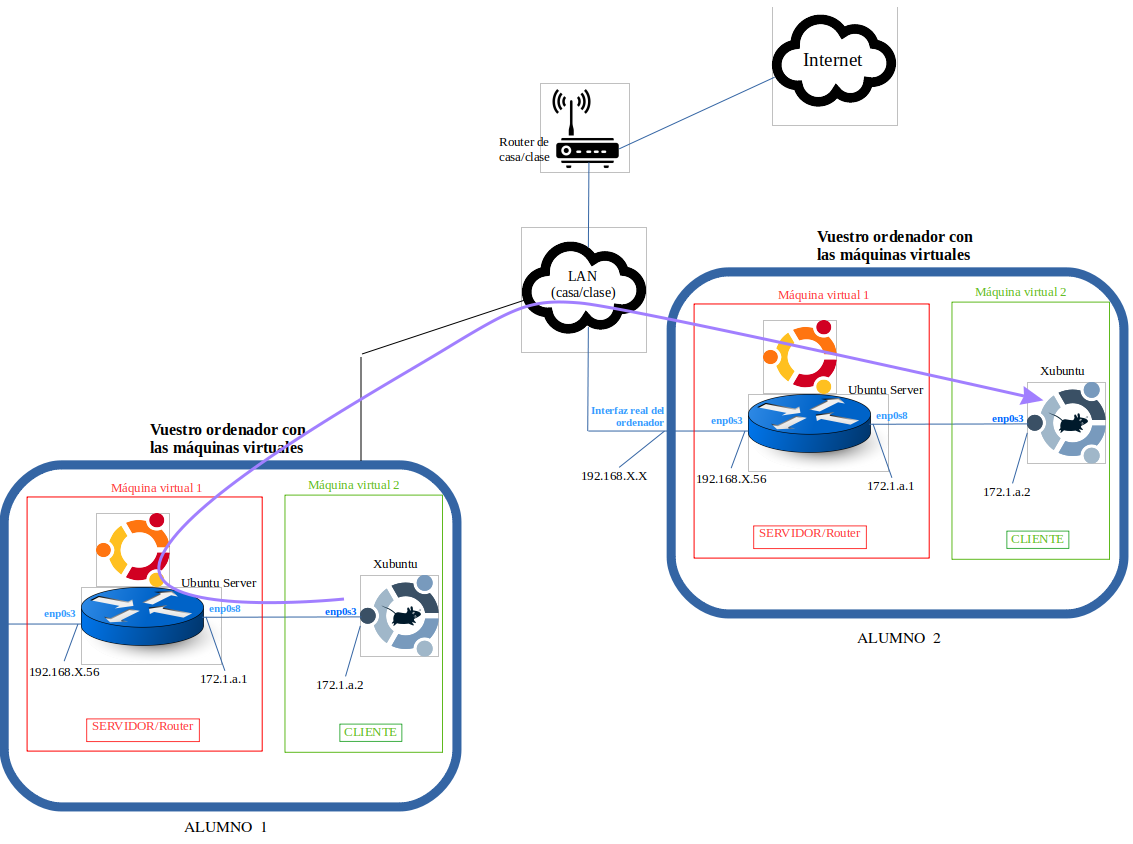 Internet
Router de
casa/clase
LAN
(casa/clase)
Vuestro ordenador con
las máquinas virtuales
Máquina virtual 1
Máquina virtual 2
Xubuntu
Ubuntu Server
Interfaz real del
ordenador
enp0s3
enp0s8
enp0s3
192.168.X.X
192.168.X.56
172.1.a.1
172.1.a.2
SERVIDOR/Router
CLIENTE
ALUMNO 2
Vuestro ordenador con
las máquinas virtuales
Máquina virtual 1
Máquina virtual 2
Xubuntu
Ubuntu Server
enp0s3
enp0s8
enp0s3
192.168.X.56
172.1.a.1
172.1.a.2
SERVIDOR/Router
CLIENTE
ALUMNO 1